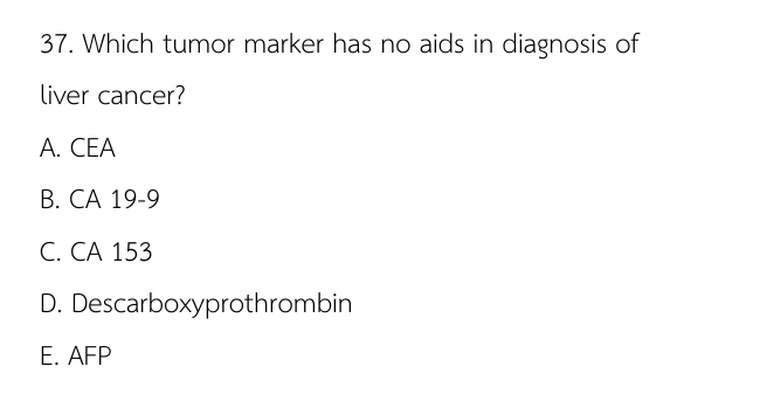 37. Which tumor marker has no aids in diagnosis of
liver cancer?
A. CEA
B. CA 19-9
C. CA 153
D. Descarboxyprothrombin
E. AFP